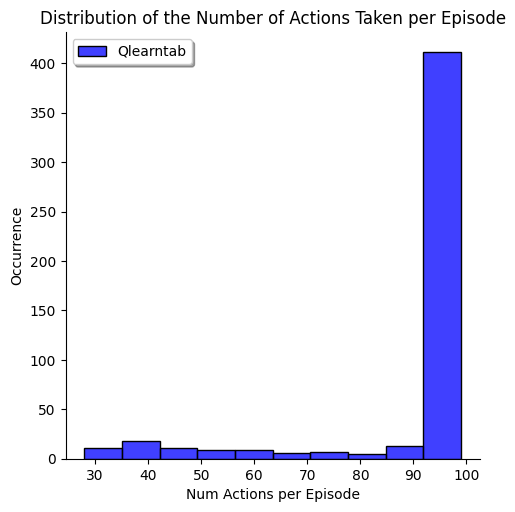 Distribution of the Number of Actions Taken per Episode
Qlearntab
400
350
300
250
200
150
100
50
0
Occurrence
30 40 50 60 70 80 90 100
Num Actions per Episode